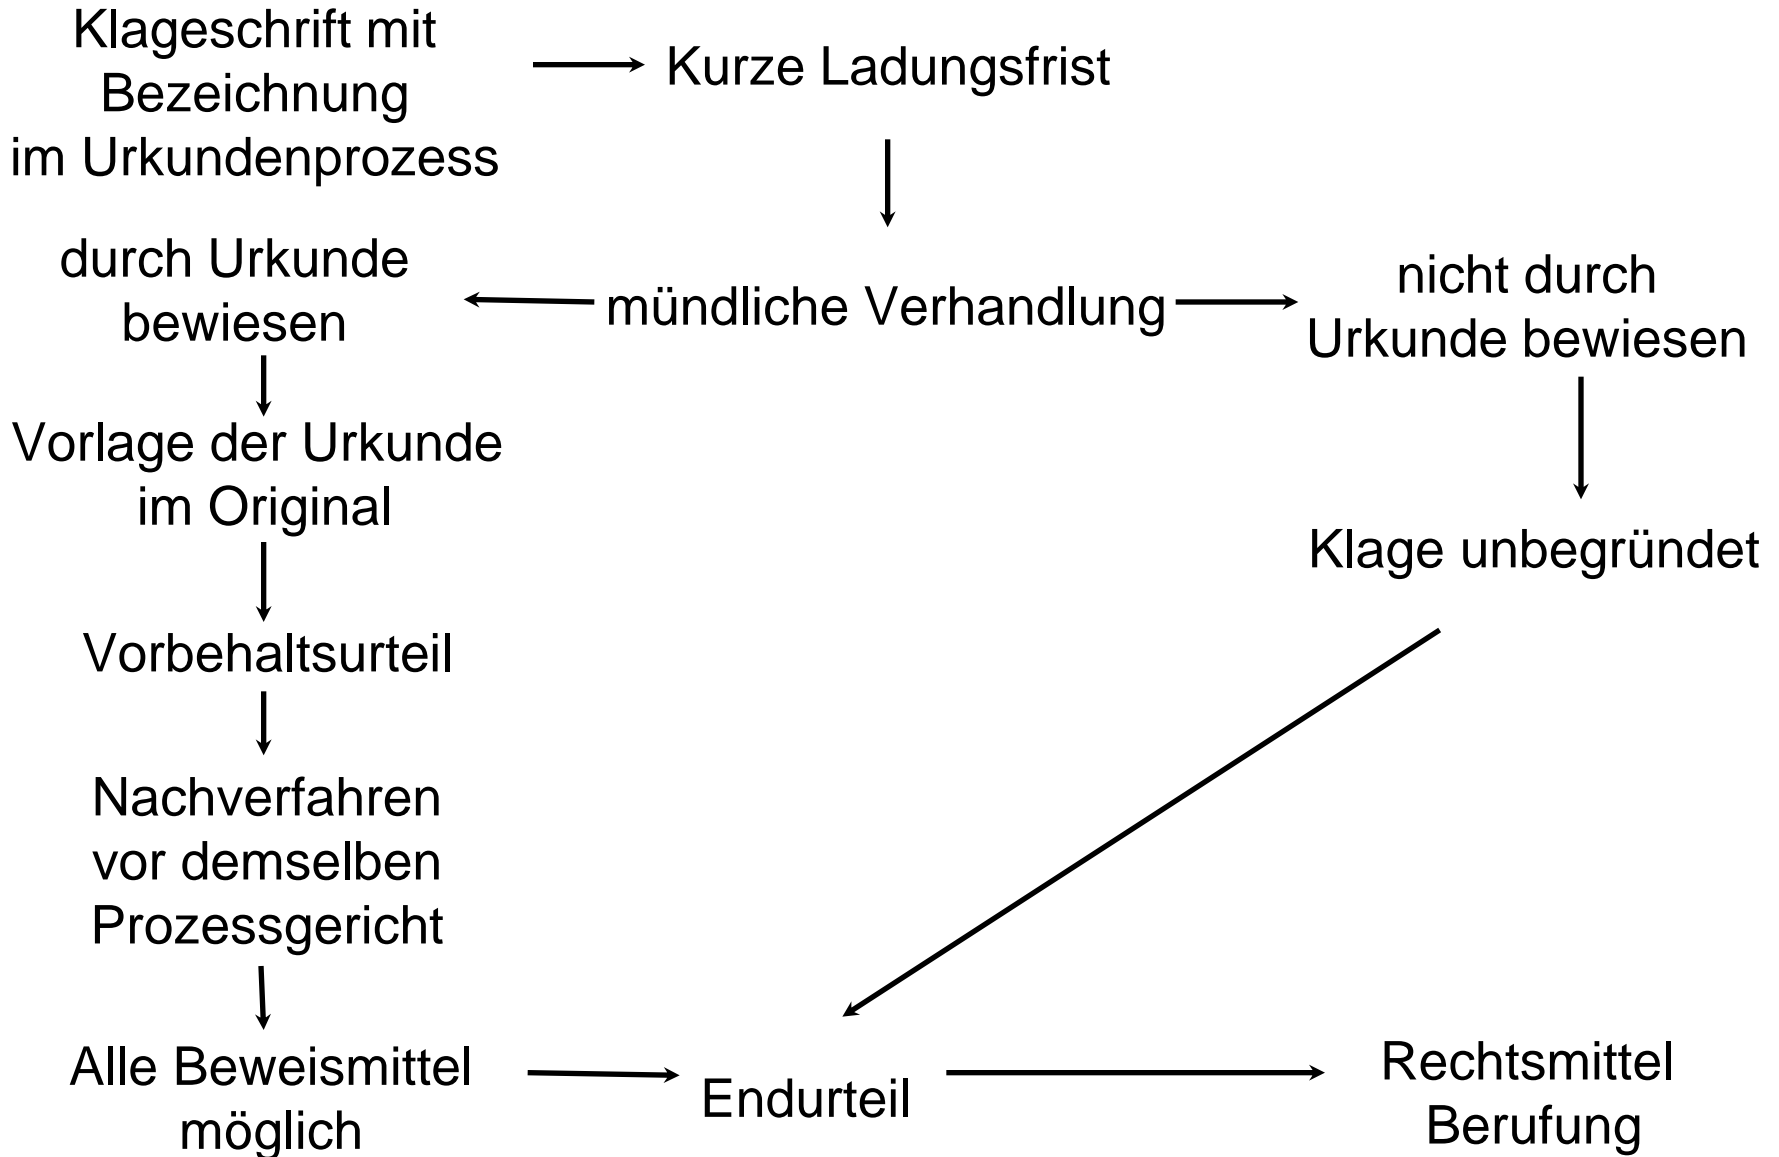 Klageschrift mit
Bezeichnung
im Urkundenprozess
Kurze Ladungsfrist
durch Urkunde
bewiesen
mündliche Verhandlung
nicht durch
Urkunde bewiesen
Vorlage der Urkunde
im Original
Klage unbegründet
Vorbehaltsurteil
Nachverfahren
vor demselben
Prozessgericht
Alle Beweismittel
möglich
Endurteil
Rechtsmittel
Berufung